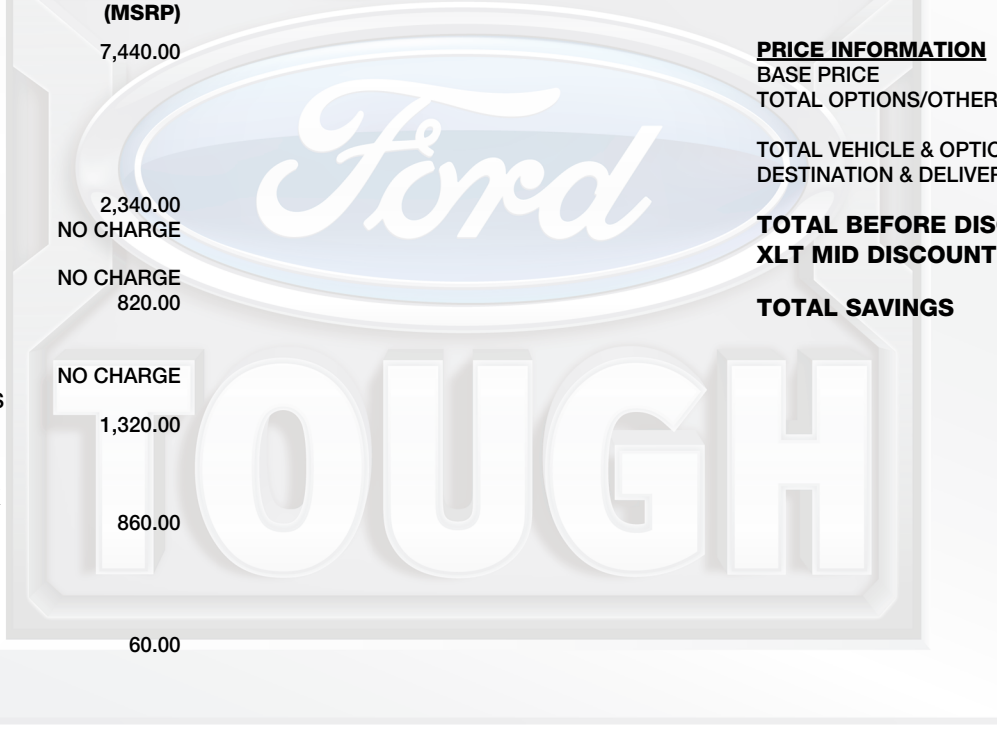 (MSRP)
7,440.00
2,340.00
NO CHARGE
NO CHARGE
820.00
NO CHARGE
S
1,320.00
860.00
60.00
PRICE INFORMATION
BASE PRICE
TOTAL OPTIONS/OTHER
TOTAL VEHICLE & OPTIO
DESTINATION & DELIVER
TOTAL BEFORE DISC
XLT MID DISCOUNT
TOTAL SAVINGS
Ford
TOUGH